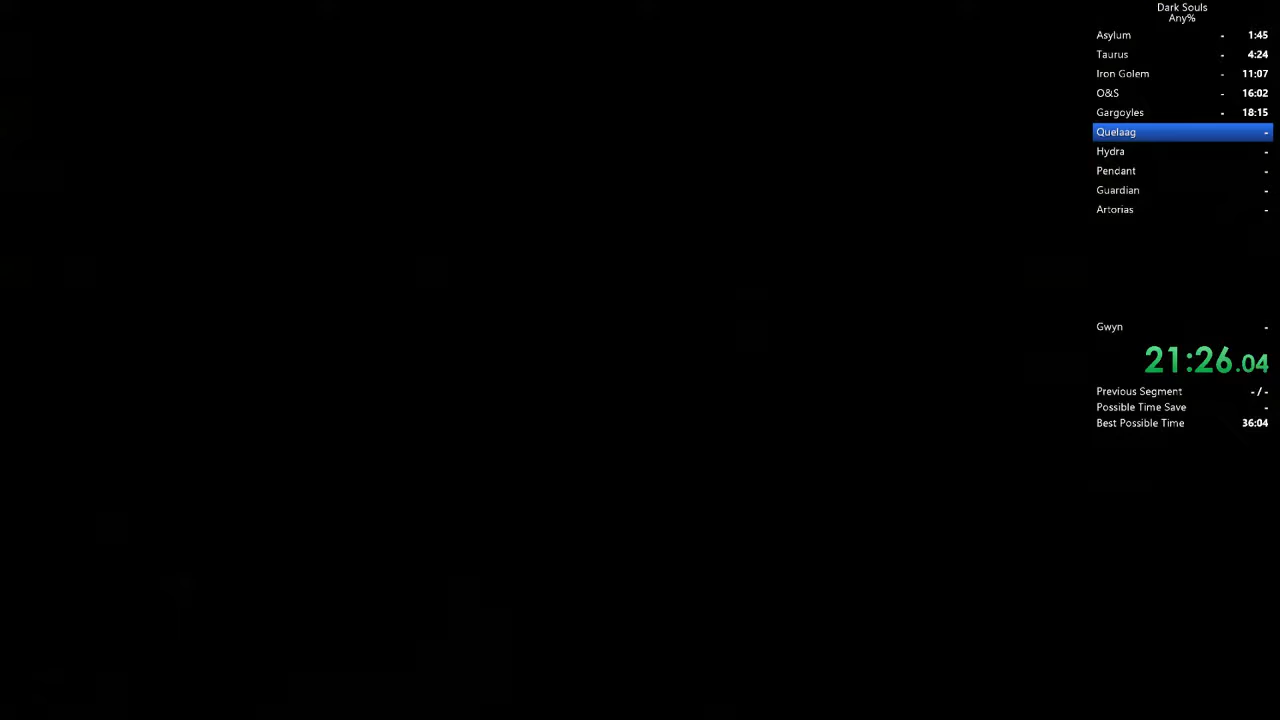 Dark Souls
Any%
Asylum - 1:45
Taurus - 4:24
Iron Golem - 11:07
O&S - 16:02
Gargoyles - 18:15
Quelaag -
Hydra -
Pendant -
Guardian -
Artorias -
Gwyn -
21:26.04
Previous Segment - / -
Possible Time Save -
Best Possible Time 36:04